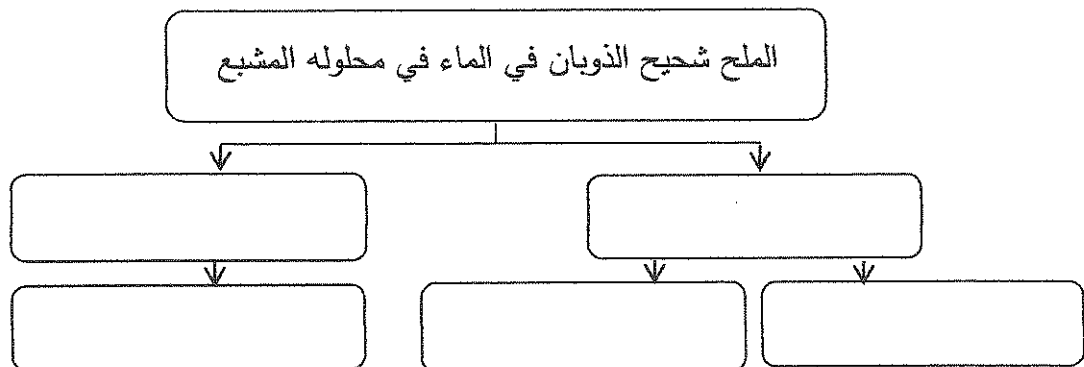 الملح شحيح الذوبان في الماء في محلوله المشبع